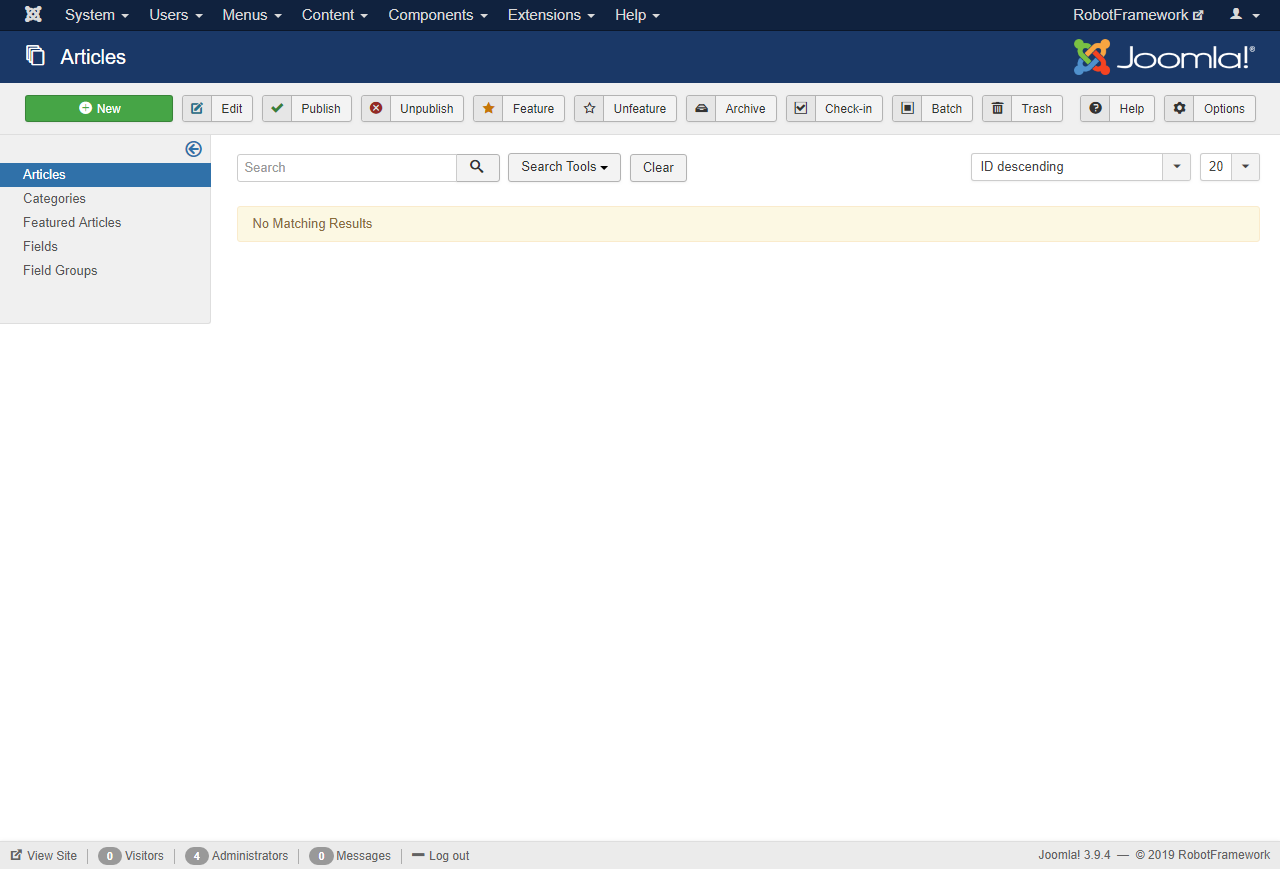 System Users Menus Content Components Extensions Help RobotFramework
Articles Joomla!®
New Edit Publish Unpublish Feature Unfeature Archive Check-in Batch Trash Help Options
Articles
Categories
Featured Articles
Fields
Field Groups
Search Search Tools Clear ID descending 20
No Matching Results
View Site 0 Visitors 4 Administrators 0 Messages Log out Joomla! 3.9.4 — © 2019 RobotFramework